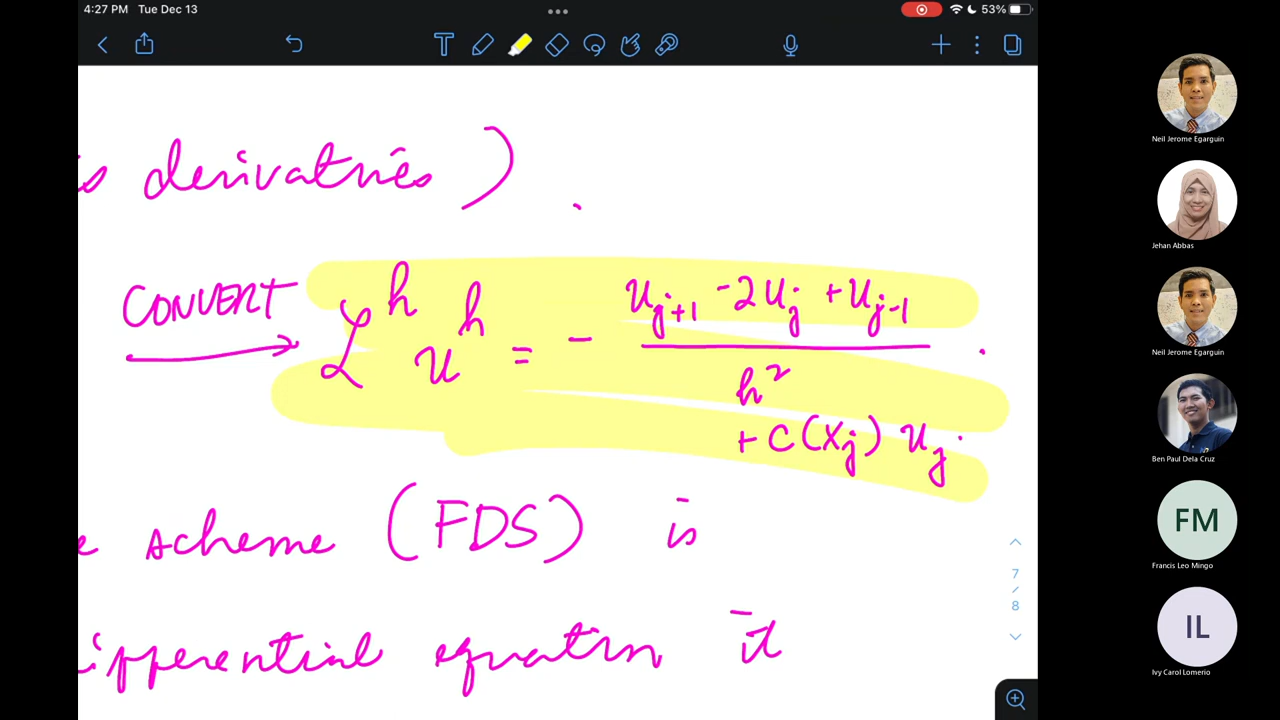 4:27 PM Tue Dec 13
53%
s derivatives )
CONVERT
ℒ^h u^h = - (u_{j+1} - 2u_j + u_{j-1}) / h²
+ c(x_j) u_j.
e scheme (FDS) is
ifferential equation it
7
/
8
Neil Jerome Egarguin
Jehan Abbas
Neil Jerome Egarguin
Ben Paul Dela Cruz
FM
Francis Leo Mingo
IL
Ivy Carol Lomerio